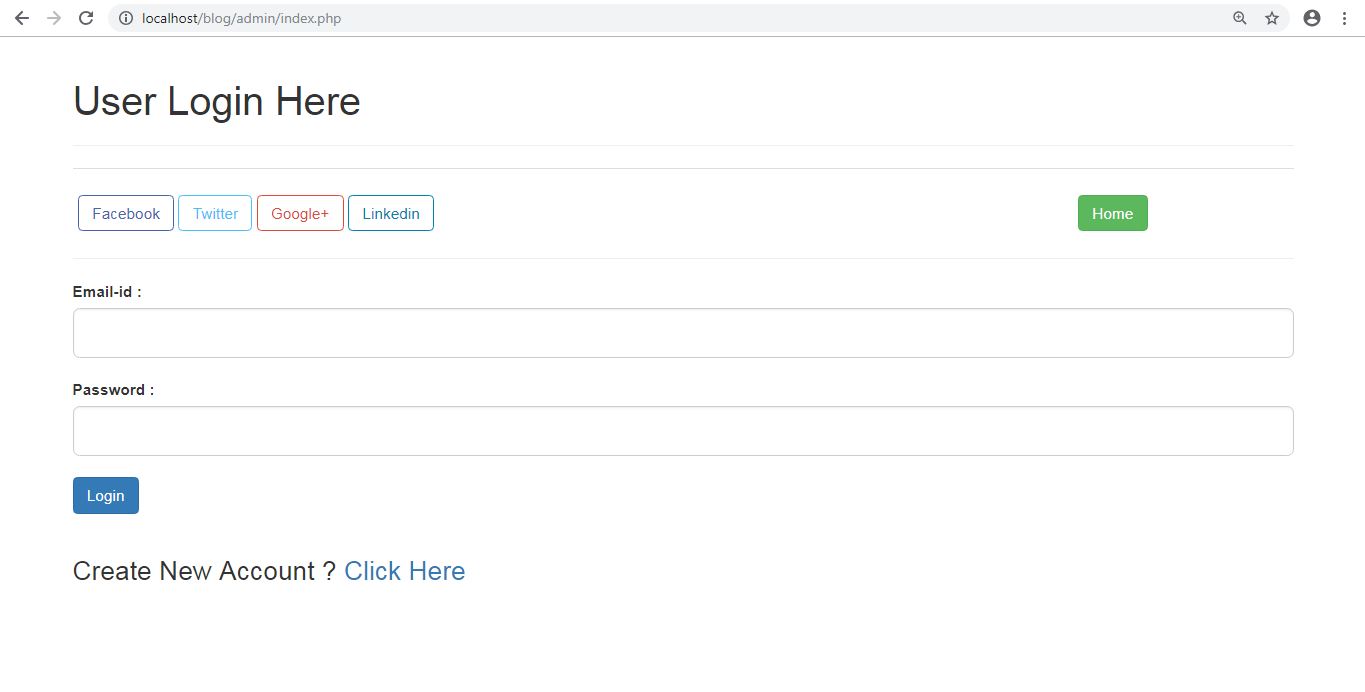 localhost/blog/admin/index.php
User Login Here
Facebook Twitter Google+ Linkedin Home
Email-id :
Password :
Login
Create New Account ? Click Here